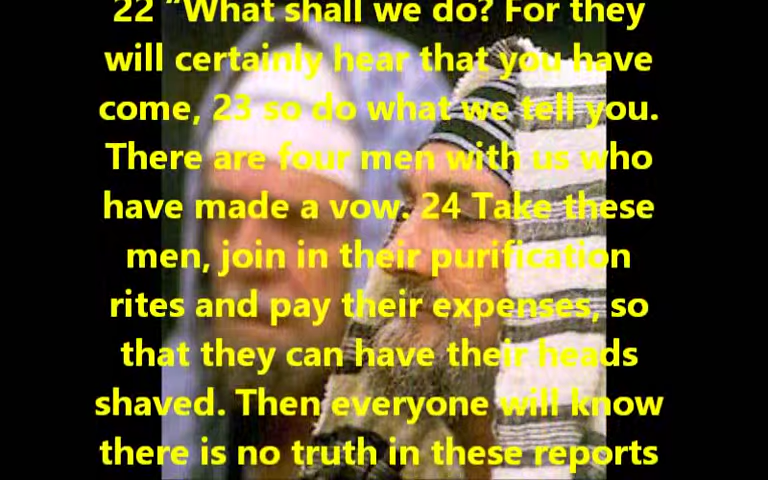 22 “What shall we do? For they
will certainly hear that you have
come, 23 so do what we tell you.
There are four men with us who
have made a vow. 24 Take these
men, join in their purification
rites and pay their expenses, so
that they can have their heads
shaved. Then everyone will know
there is no truth in these reports